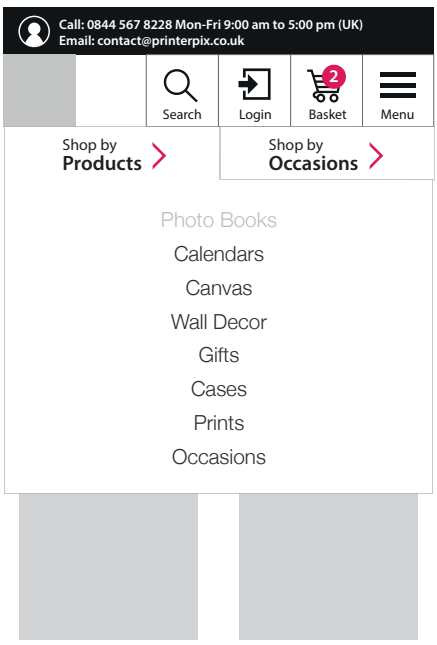 Call: 0844 567 8228 Mon-Fri 9:00 am to 5:00 pm (UK)
Email: contact@printerpix.co.uk
2
Search
Login
Basket
Menu
Shop by
Products
Shop by
Occasions
Photo Books
Calendars
Canvas
Wall Decor
Gifts
Cases
Prints
Occasions